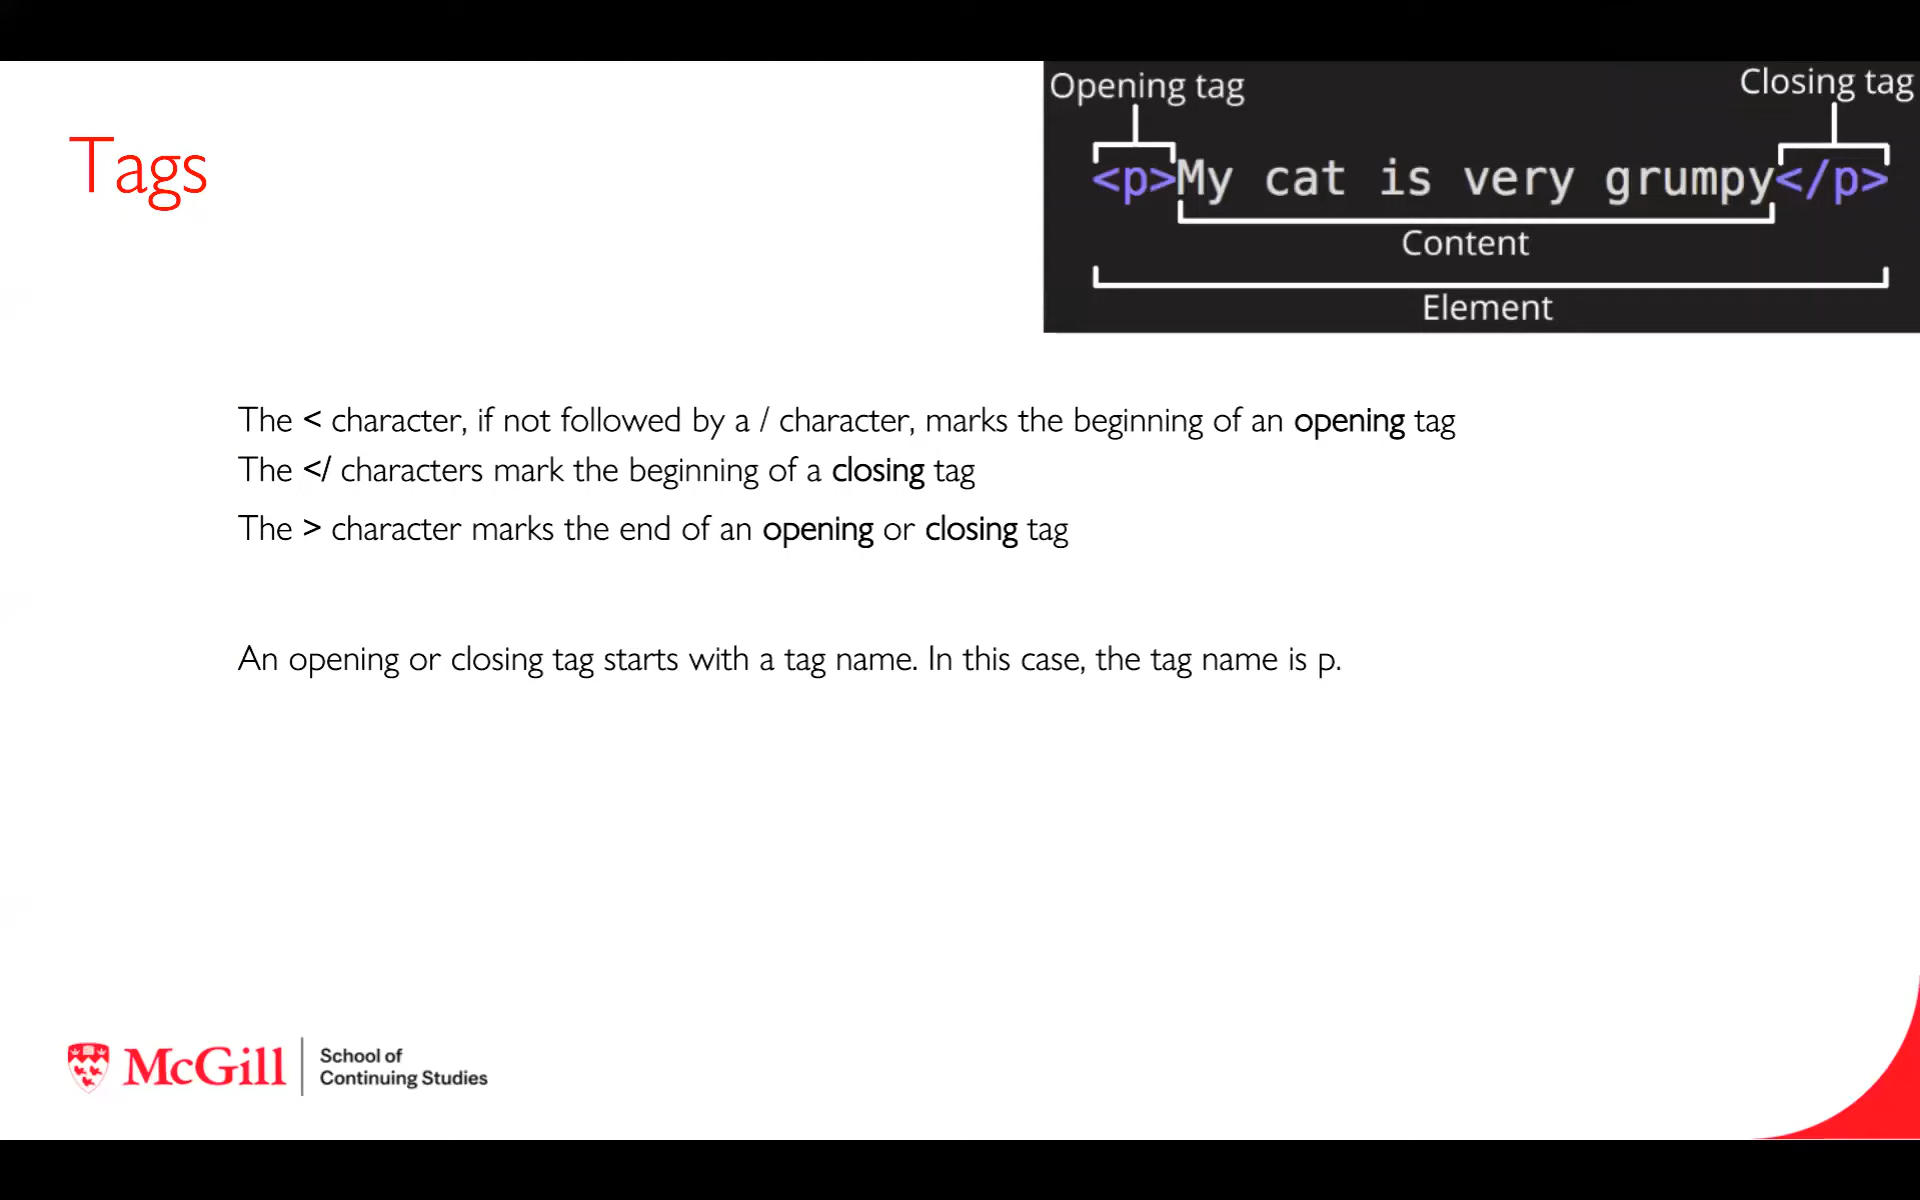 Opening tag
Closing tag
Tags
<p>My cat is very grumpy</p>
Content
Element
The < character, if not followed by a / character, marks the beginning of an opening tag
The </ characters mark the beginning of a closing tag
The > character marks the end of an opening or closing tag
An opening or closing tag starts with a tag name. In this case, the tag name is p.
McGill
School of
Continuing Studies